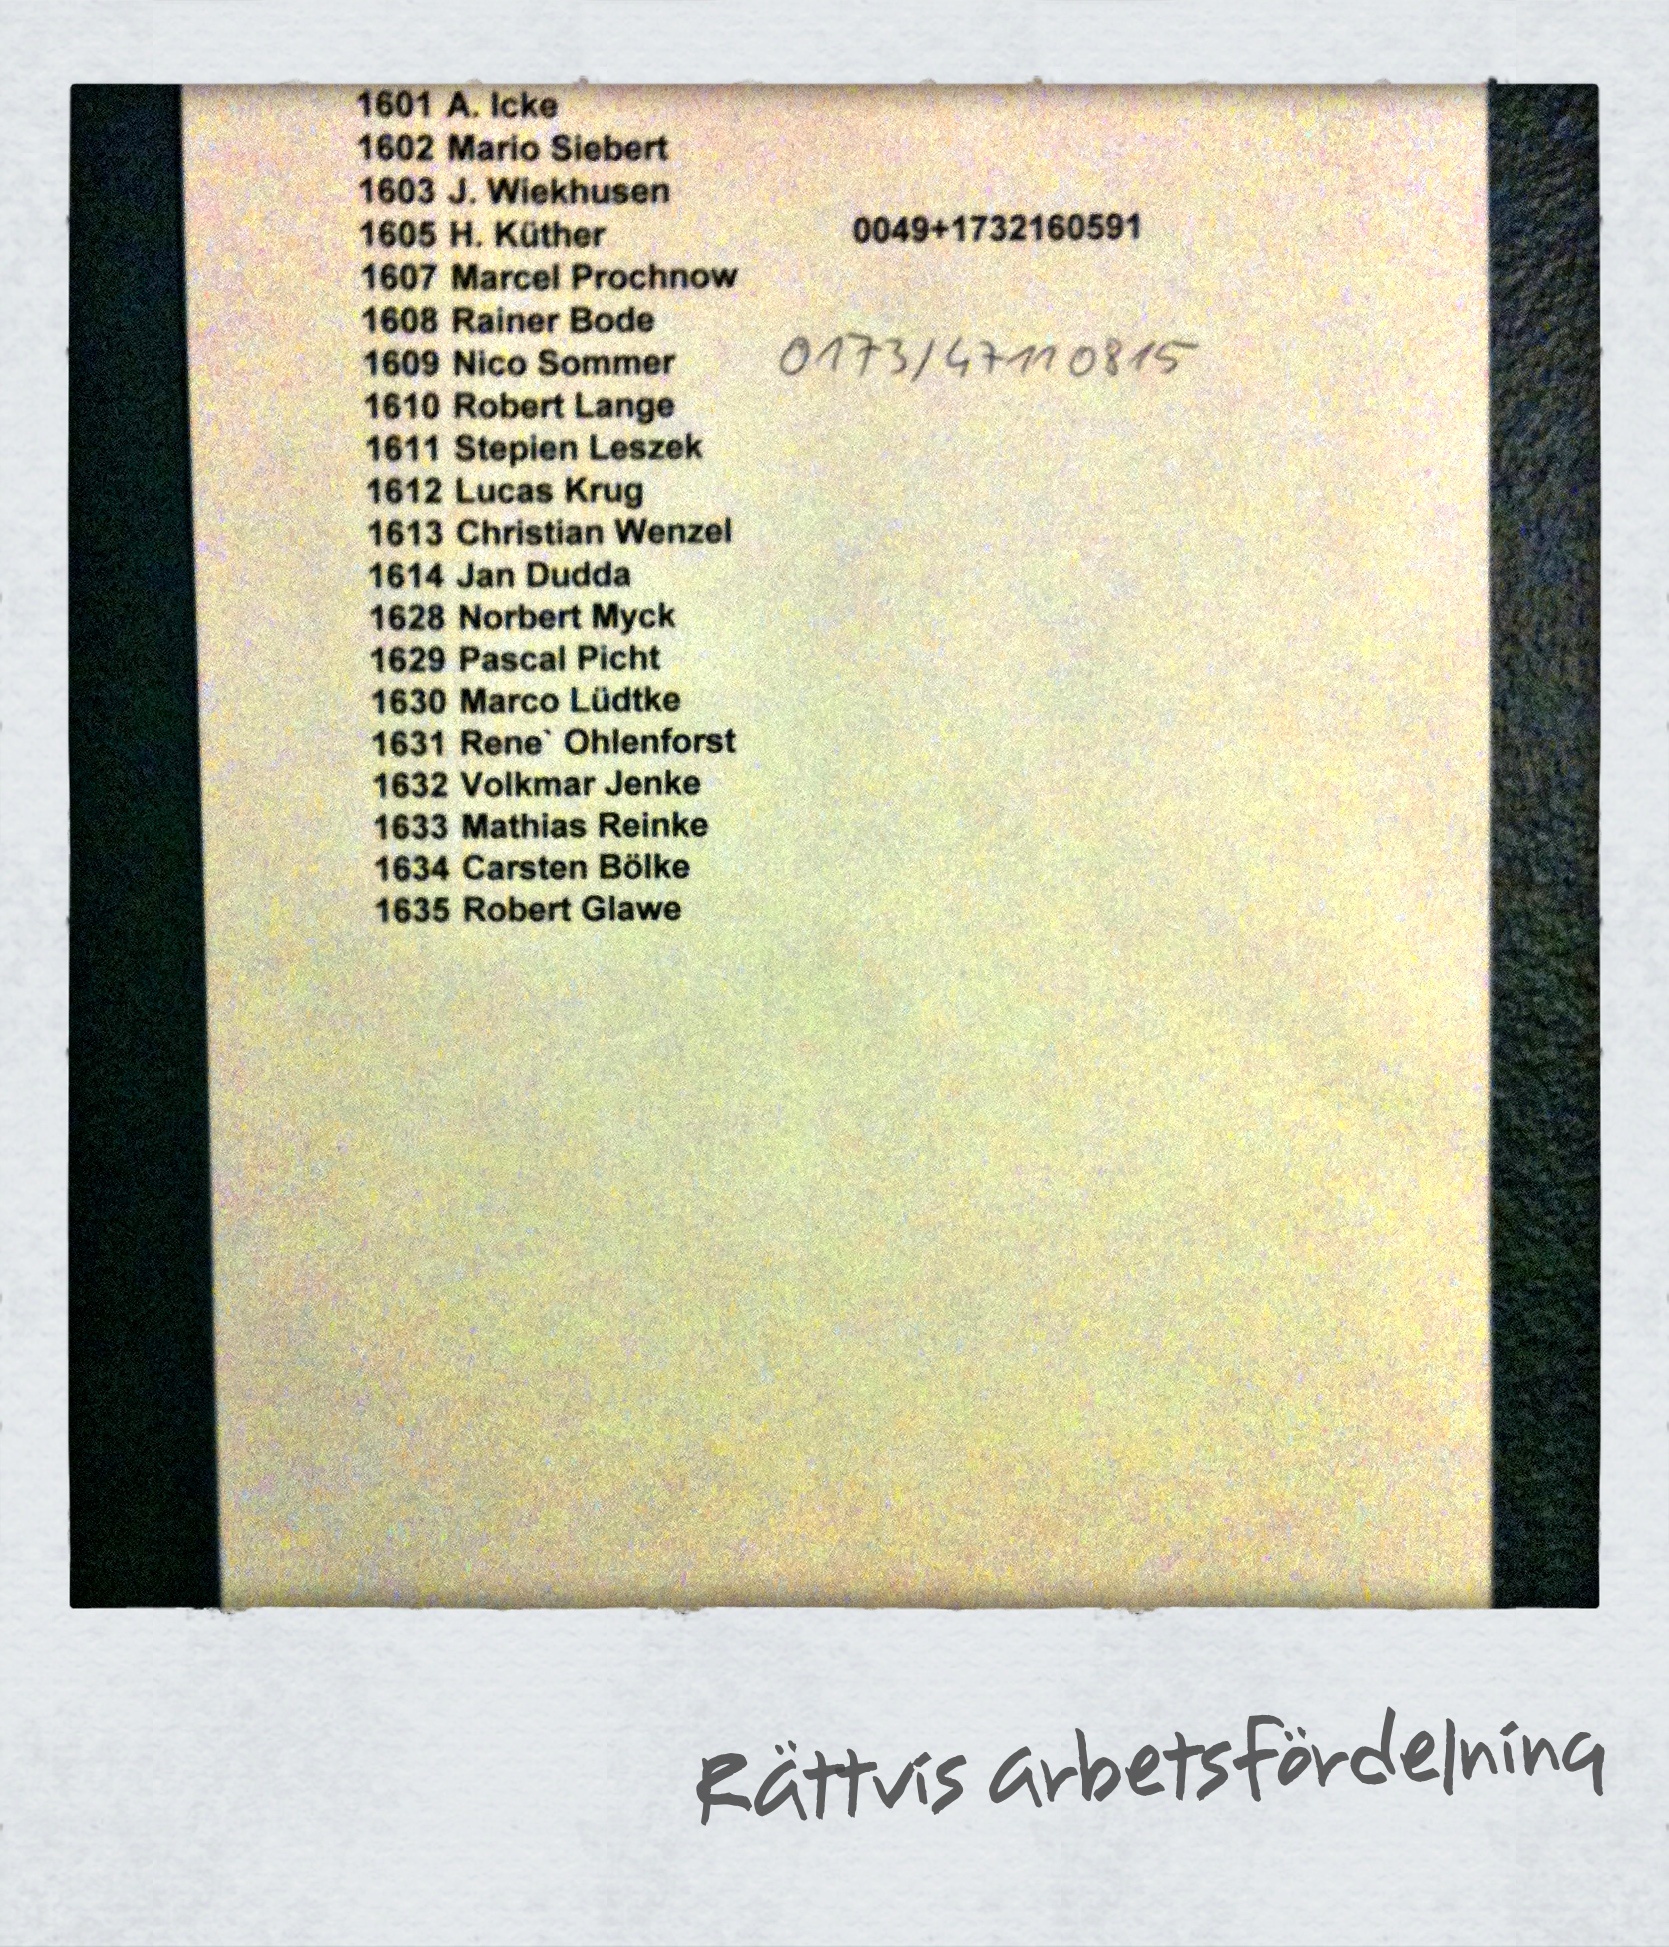 1601 A. Icke
1602 Mario Siebert
1603 J. Wiekhusen
1605 H. Küther 0049+1732160591
1607 Marcel Prochnow
1608 Rainer Bode
1609 Nico Sommer 0173/47110815
1610 Robert Lange
1611 Stepien Leszek
1612 Lucas Krug
1613 Christian Wenzel
1614 Jan Dudda
1628 Norbert Myck
1629 Pascal Picht
1630 Marco Lüdtke
1631 Rene` Ohlenforst
1632 Volkmar Jenke
1633 Mathias Reinke
1634 Carsten Bölke
1635 Robert Glawe
Rättvis arbetsfördelning